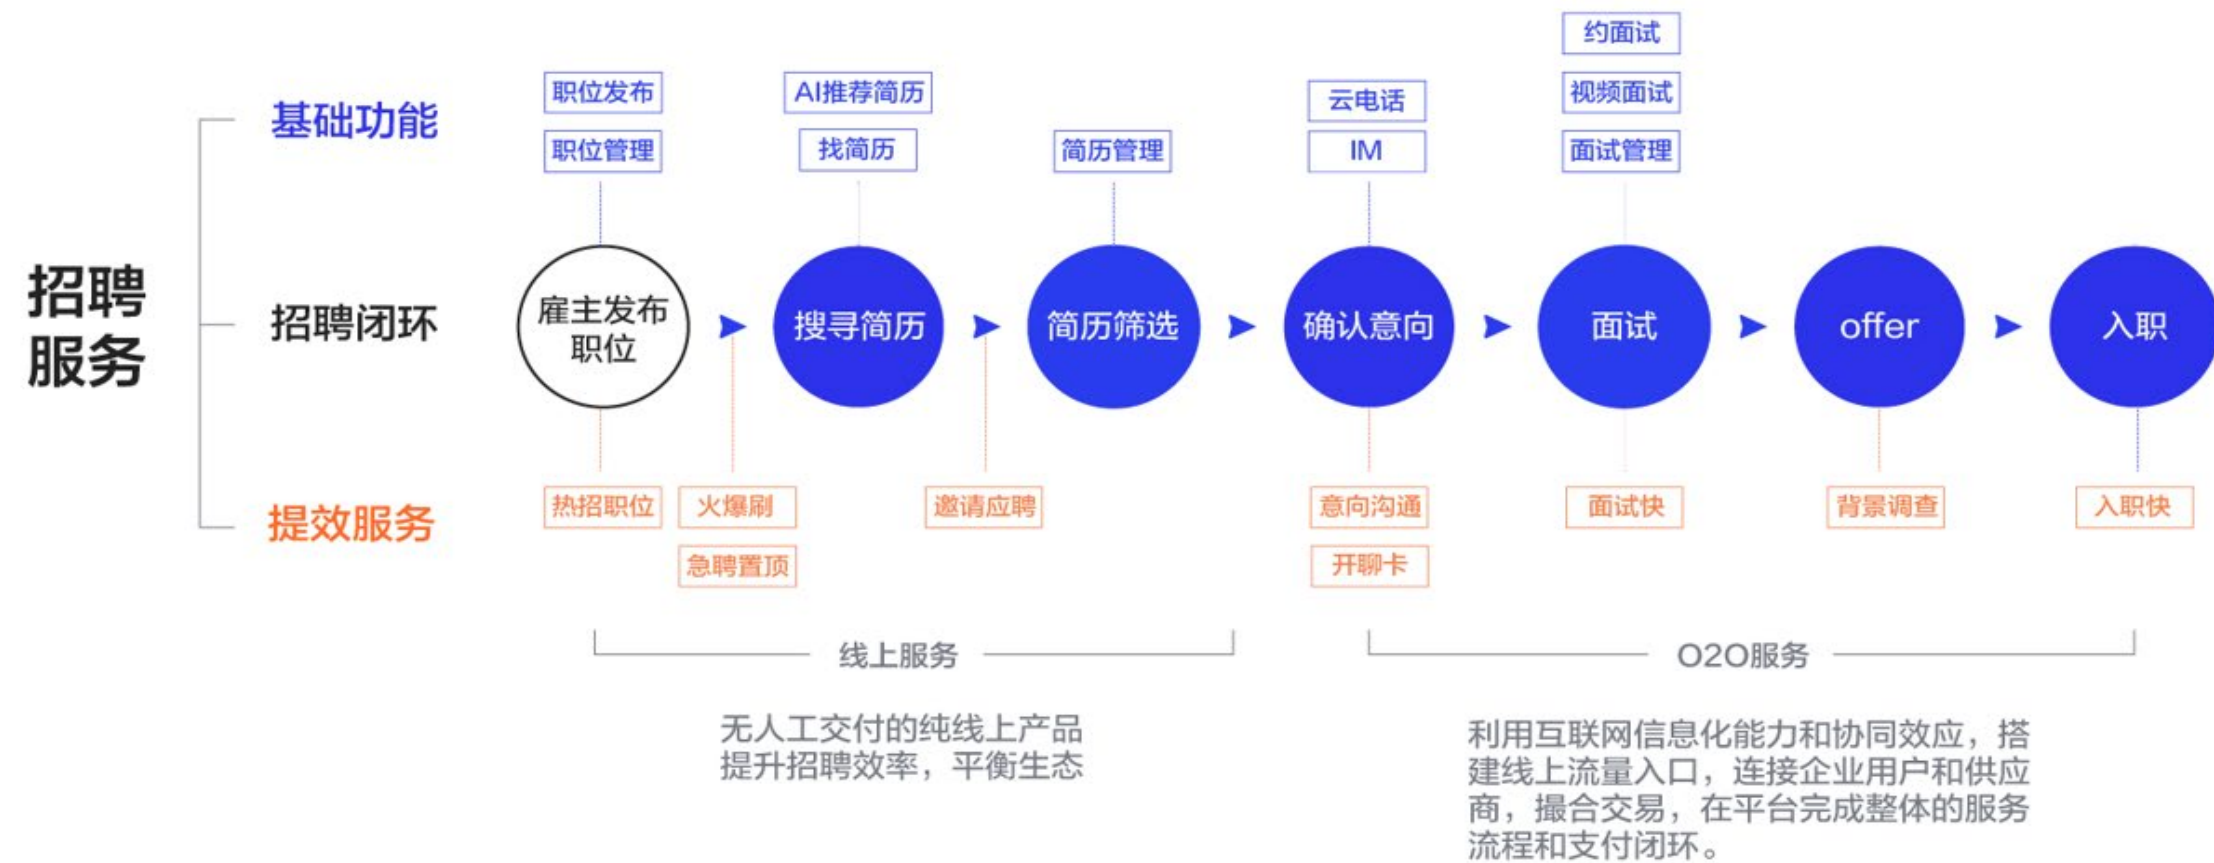 约面试
职位发布
AI推荐简历
云电话
视频面试
基础功能
职位管理
找简历
简历管理
IM
面试管理
招聘
服务
招聘闭环
雇主发布
职位
搜寻简历
简历筛选
确认意向
面试
offer
入职
提效服务
热招职位
火爆刷
邀请应聘
意向沟通
面试快
背景调查
入职快
急聘置顶
开聊卡
线上服务
O2O服务
无人工交付的纯线上产品
提升招聘效率，平衡生态
利用互联网信息化能力和协同效应，搭
建线上流量入口，连接企业用户和供应
商，撮合交易，在平台完成整体的服务
流程和支付闭环。